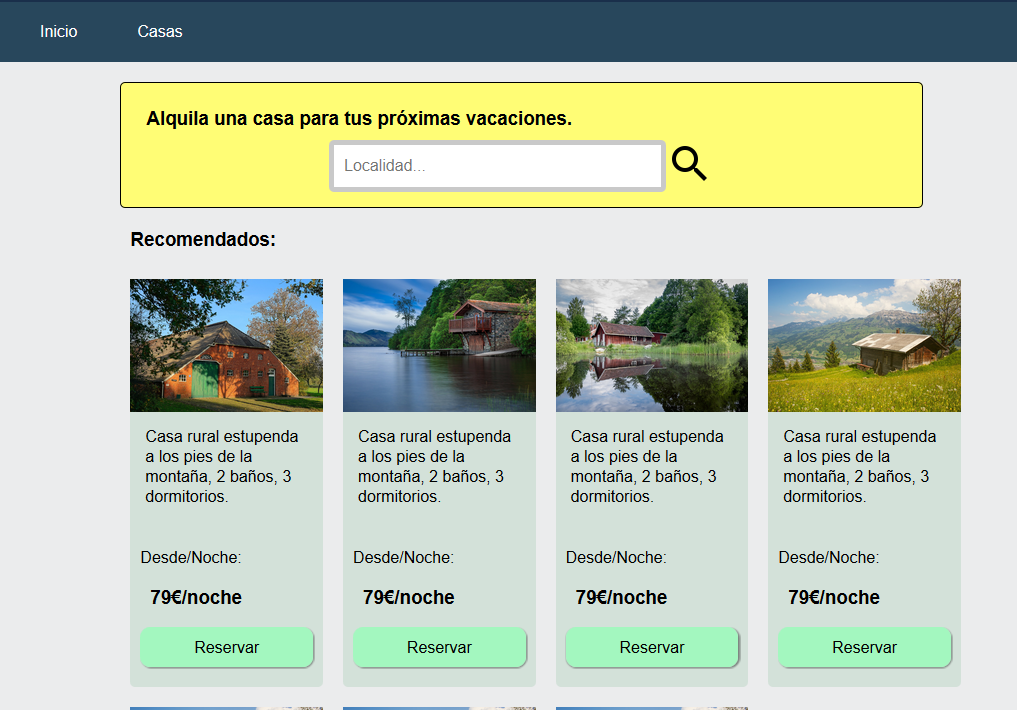 Inicio Casas
Alquila una casa para tus próximas vacaciones.
Localidad...
Recomendados:
Casa rural estupenda
a los pies de la
montaña, 2 baños, 3
dormitorios.
Desde/Noche:
79€/noche
Reservar
Casa rural estupenda
a los pies de la
montaña, 2 baños, 3
dormitorios.
Desde/Noche:
79€/noche
Reservar
Casa rural estupenda
a los pies de la
montaña, 2 baños, 3
dormitorios.
Desde/Noche:
79€/noche
Reservar
Casa rural estupenda
a los pies de la
montaña, 2 baños, 3
dormitorios.
Desde/Noche:
79€/noche
Reservar